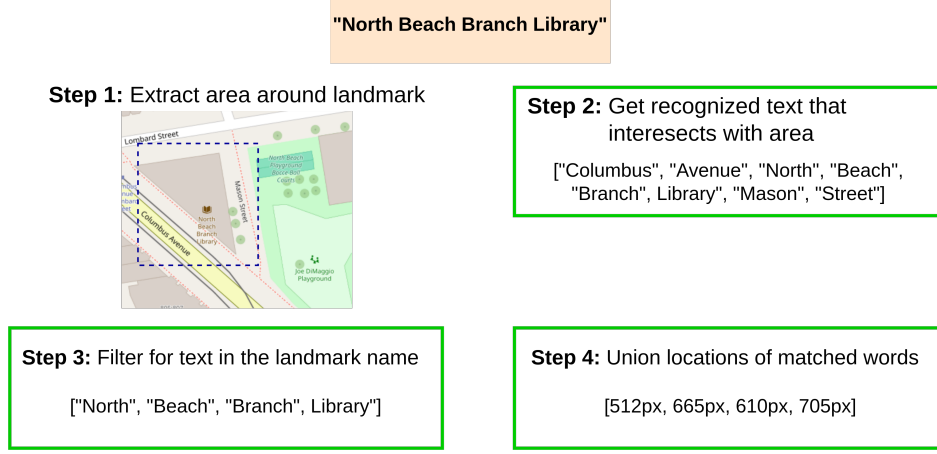 "North Beach Branch Library"
Step 1: Extract area around landmark
Lombard Street
North Beach
Playground
Bocce Ball
Courts
Mason Street
North
Beach
Branch
Library
Columbus Avenue
Joe DiMaggio
Playground
Step 2: Get recognized text that
interesects with area
["Columbus", "Avenue", "North", "Beach",
"Branch", Library", "Mason", "Street"]
Step 3: Filter for text in the landmark name
["North", "Beach", "Branch", Library"]
Step 4: Union locations of matched words
[512px, 665px, 610px, 705px]